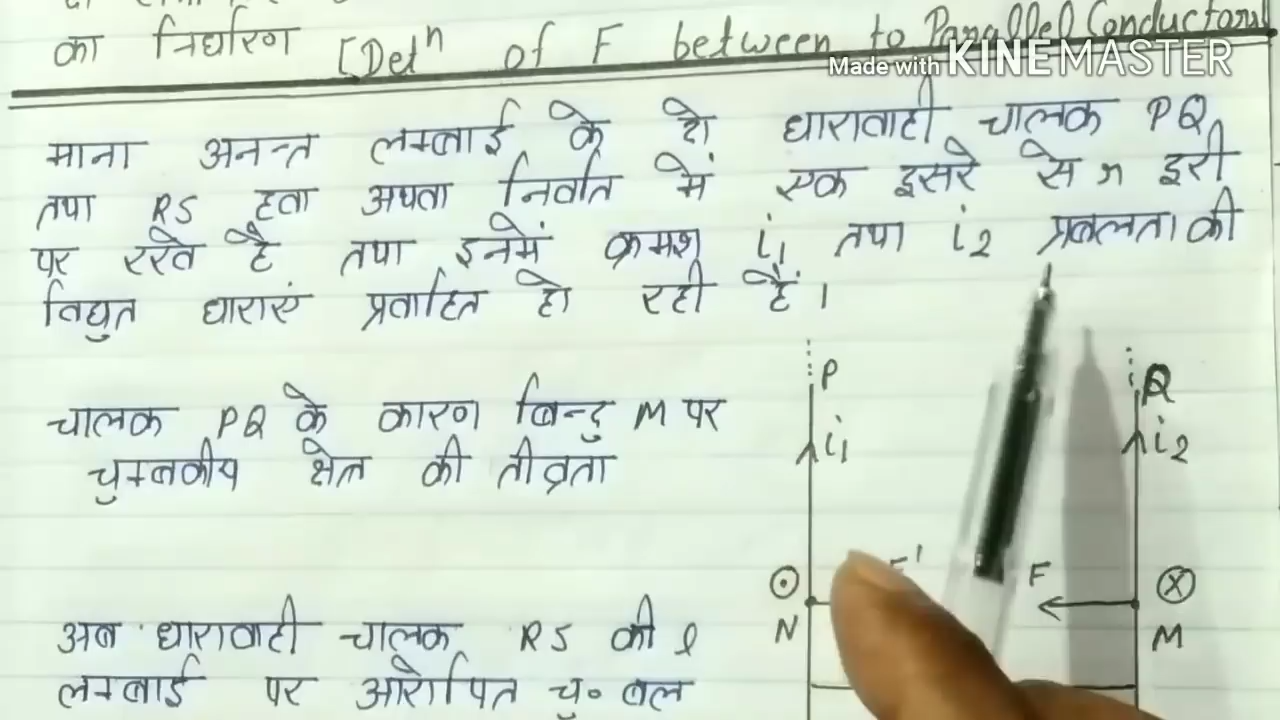 का निर्धारण [Detⁿ of F between to Parallel Conductors]
Made with KINEMASTER
माना अनन्त लम्बाई के दो धारावाही चालक PQ
तथा RS हवा अथवा निर्वात में एक दूसरे से r दूरी
पर रखे है तथा इनमें क्रमश i₁ तथा i₂ प्रबलता की
विद्युत धाराएं प्रवाहित हो रही हैं।
चालक PQ के कारण बिन्दु M पर
चुम्बकीय क्षेत्र की तीव्रता
अब धारावाही चालक RS की l
लम्बाई पर आरोपित चु० बल
P
Q
i₁
i₂
F'
F
N
M